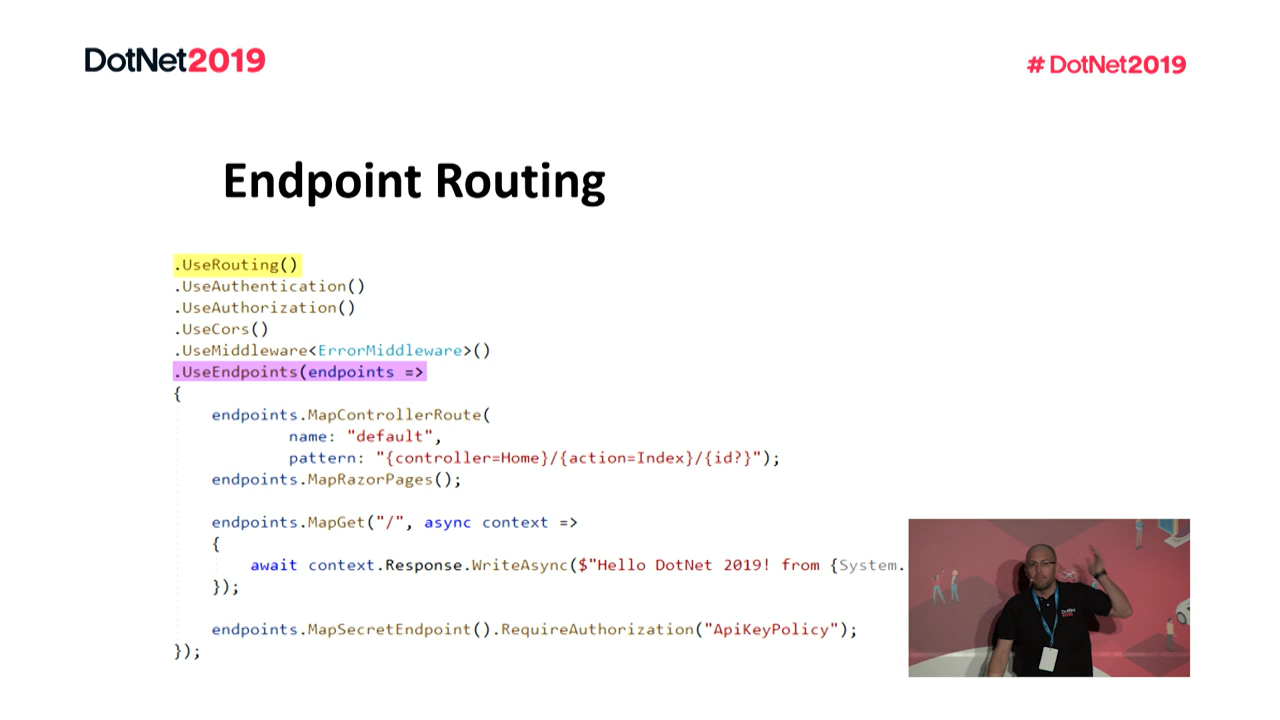 DotNet2019
# DotNet2019
Endpoint Routing
.UseRouting()
.UseAuthentication()
.UseAuthorization()
.UseCors()
.UseMiddleware<ErrorMiddleware>()
.UseEndpoints(endpoints =>
{
    endpoints.MapControllerRoute(
            name: "default",
            pattern: "{controller=Home}/{action=Index}/{id?}");
    endpoints.MapRazorPages();
    endpoints.MapGet("/", async context =>
    {
        await context.Response.WriteAsync($"Hello DotNet 2019! from {System.
    });
    endpoints.MapSecretEndpoint().RequireAuthorization("ApiKeyPolicy");
});
DotNet
2019